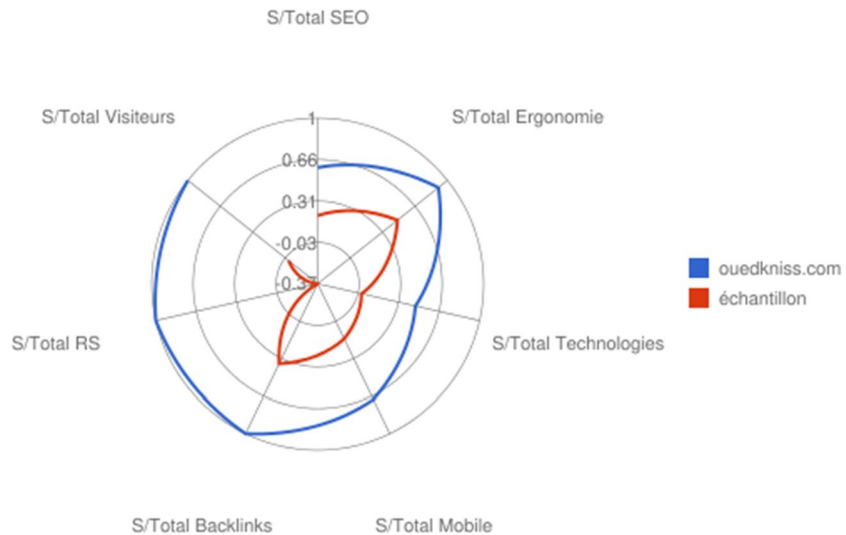 S/Total SEO
S/Total Visiteurs
S/Total Ergonomie
1
0.66
0.31
-0.03
-0.37
ouedkniss.com
échantillon
S/Total RS
S/Total Technologies
S/Total Backlinks
S/Total Mobile